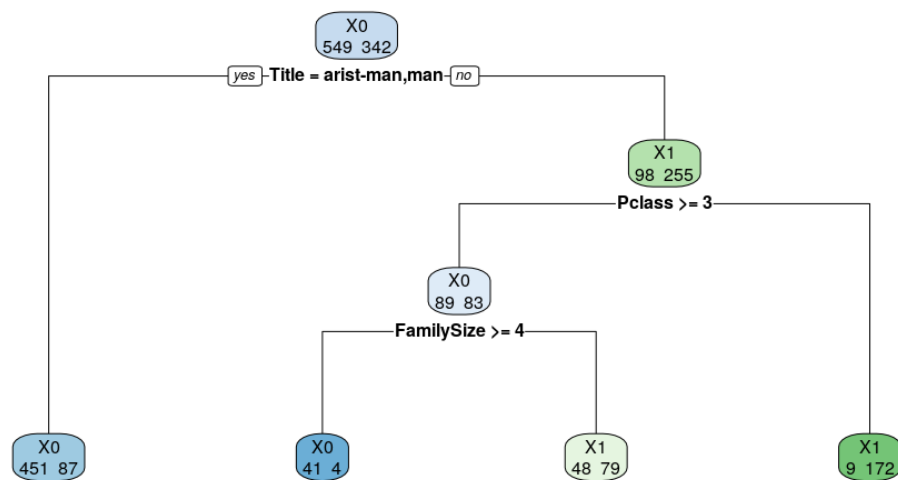 X0
549 342
yes Title = arist-man,man no
X1
98 255
Pclass >= 3
X0
89 83
FamilySize >= 4
X0
451 87
X0
41 4
X1
48 79
X1
9 172